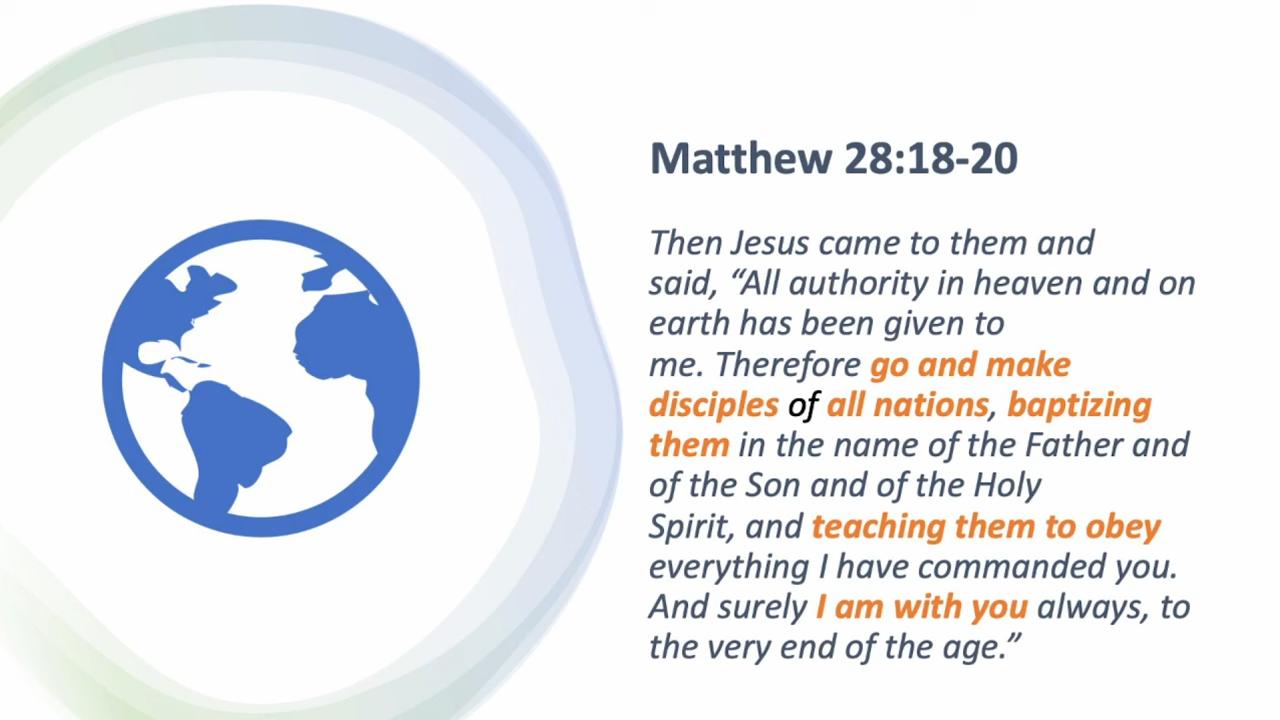 Matthew 28:18-20
Then Jesus came to them and
said, “All authority in heaven and on
earth has been given to
me. Therefore go and make
disciples of all nations, baptizing
them in the name of the Father and
of the Son and of the Holy
Spirit, and teaching them to obey
everything I have commanded you.
And surely I am with you always, to
the very end of the age.”